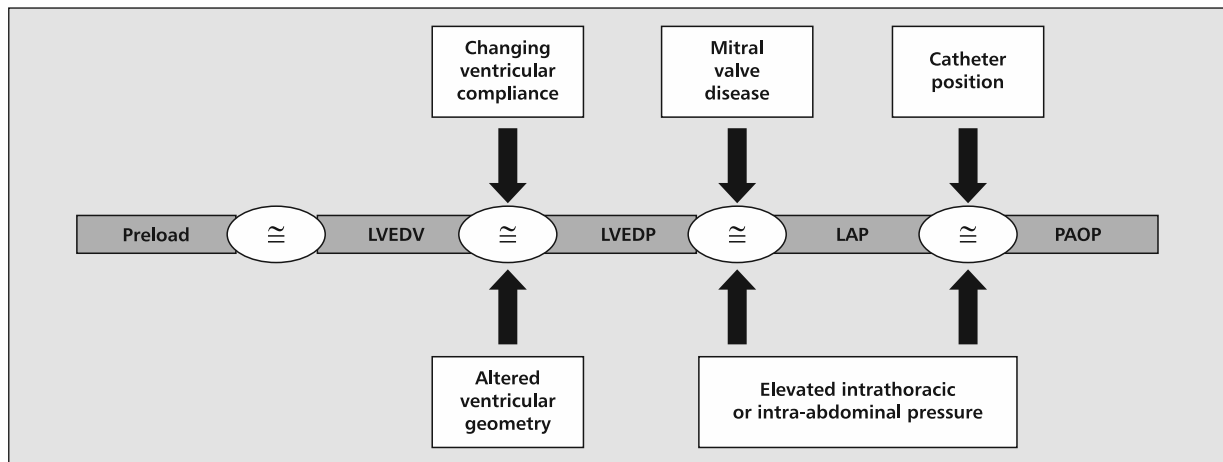 Changing
ventricular
compliance
Mitral
valve
disease
Catheter
position
Preload ≅ LVEDV ≅ LVEDP ≅ LAP ≅ PAOP
Altered
ventricular
geometry
Elevated intrathoracic
or intra-abdominal pressure